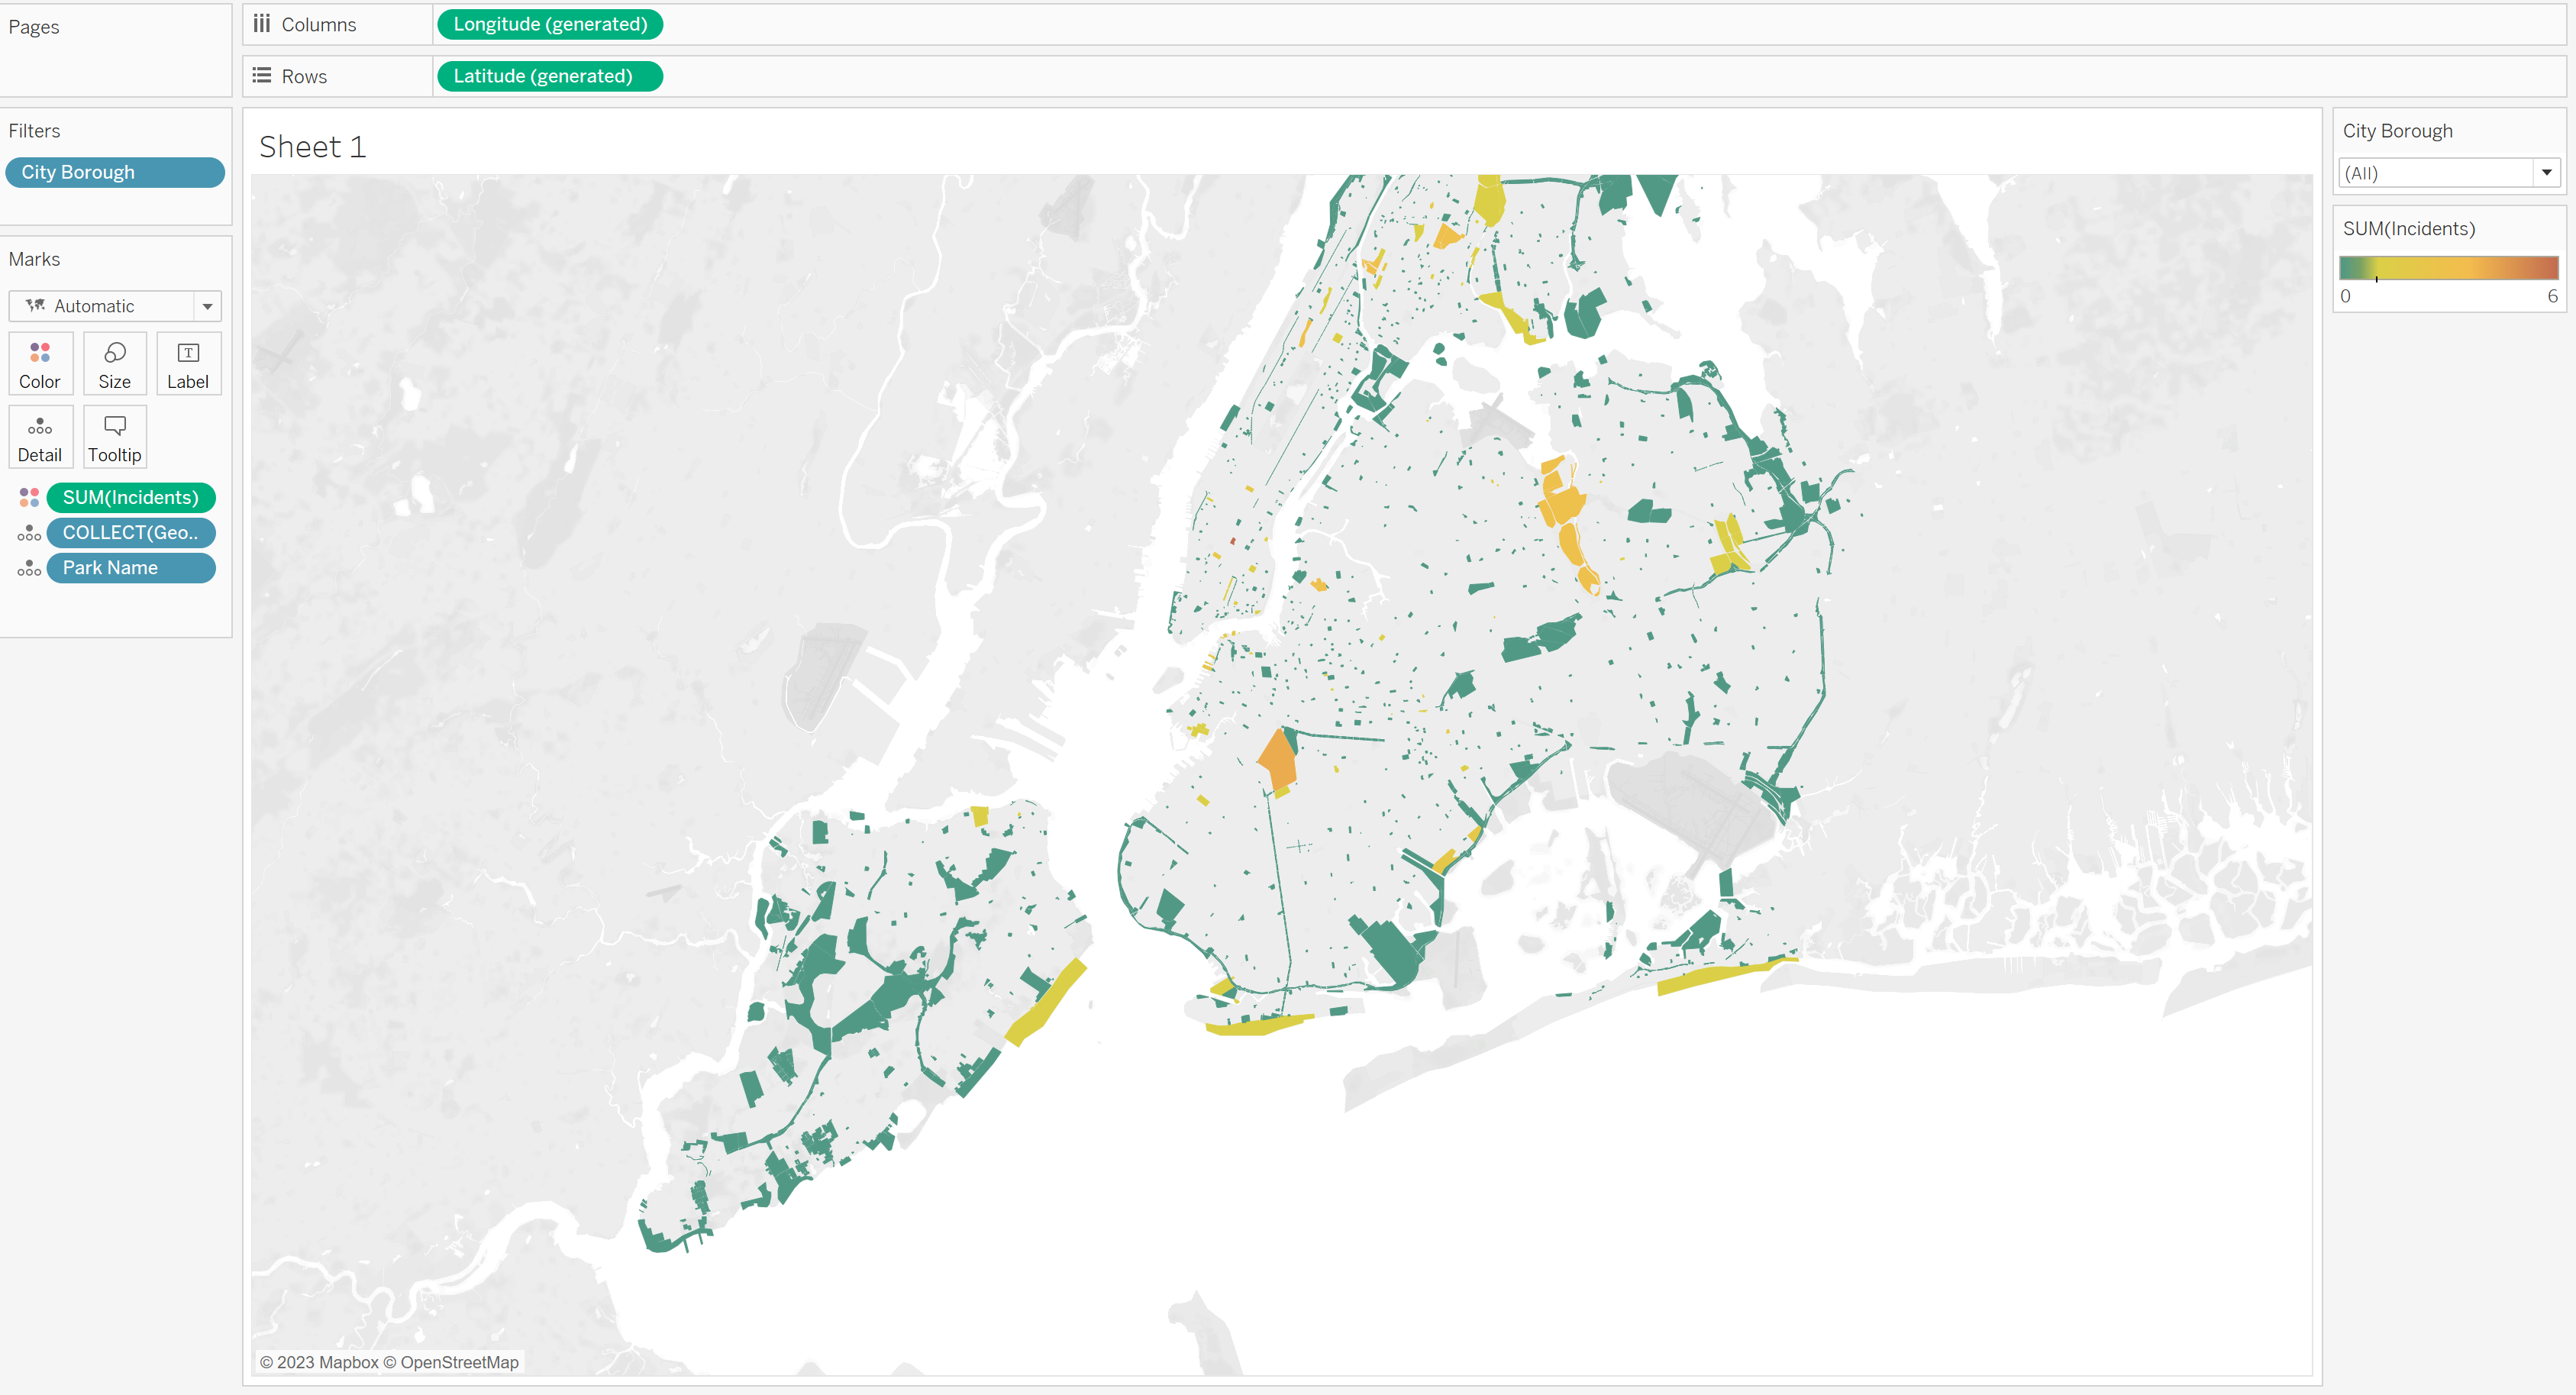 Pages
Columns
Longitude (generated)
Rows
Latitude (generated)
Filters
City Borough
Marks
Automatic
Color
Size
T
Label
Detail
Tooltip
SUM(Incidents)
COLLECT(Geo..
Park Name
Sheet 1
© 2023 Mapbox © OpenStreetMap
City Borough
(All)
SUM(Incidents)
0 6